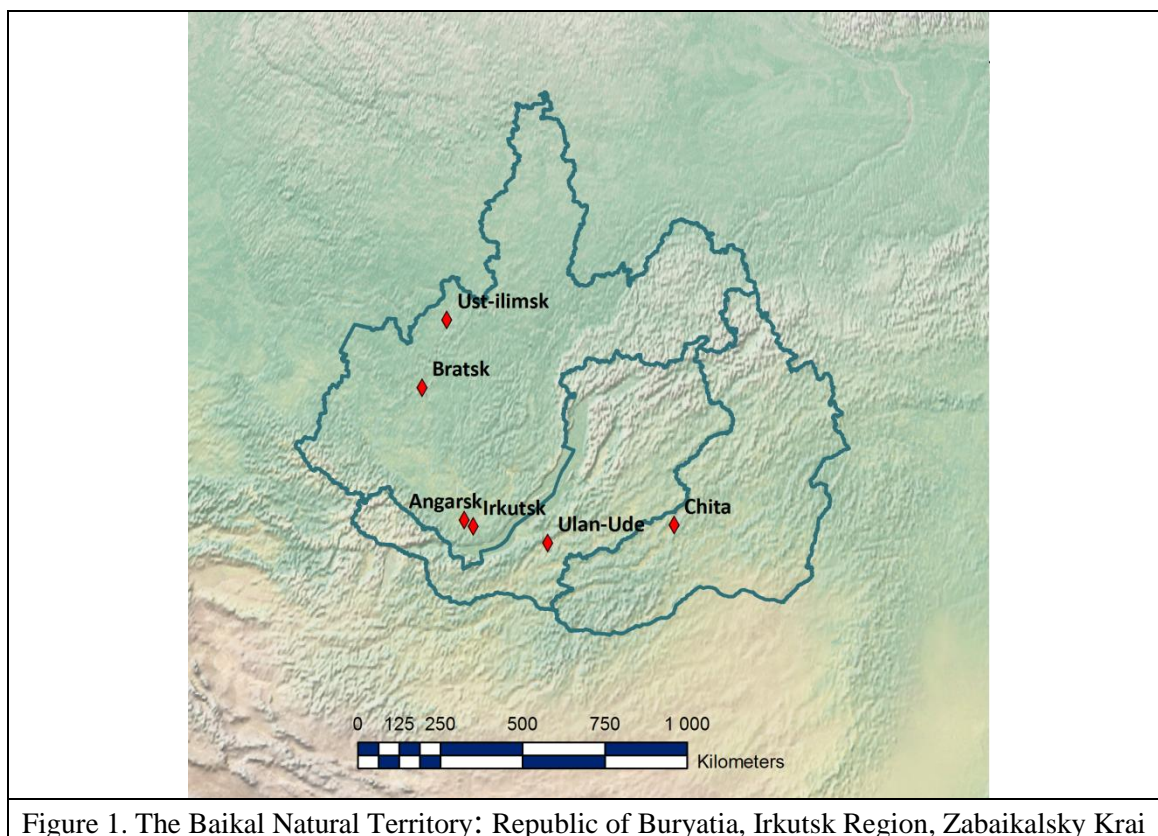 Ust-ilimsk
Bratsk
Angarsk
Irkutsk
Ulan-Ude
Chita
0 125 250 500 750 1 000
Kilometers
Figure 1. The Baikal Natural Territory: Republic of Buryatia, Irkutsk Region, Zabaikalsky Krai